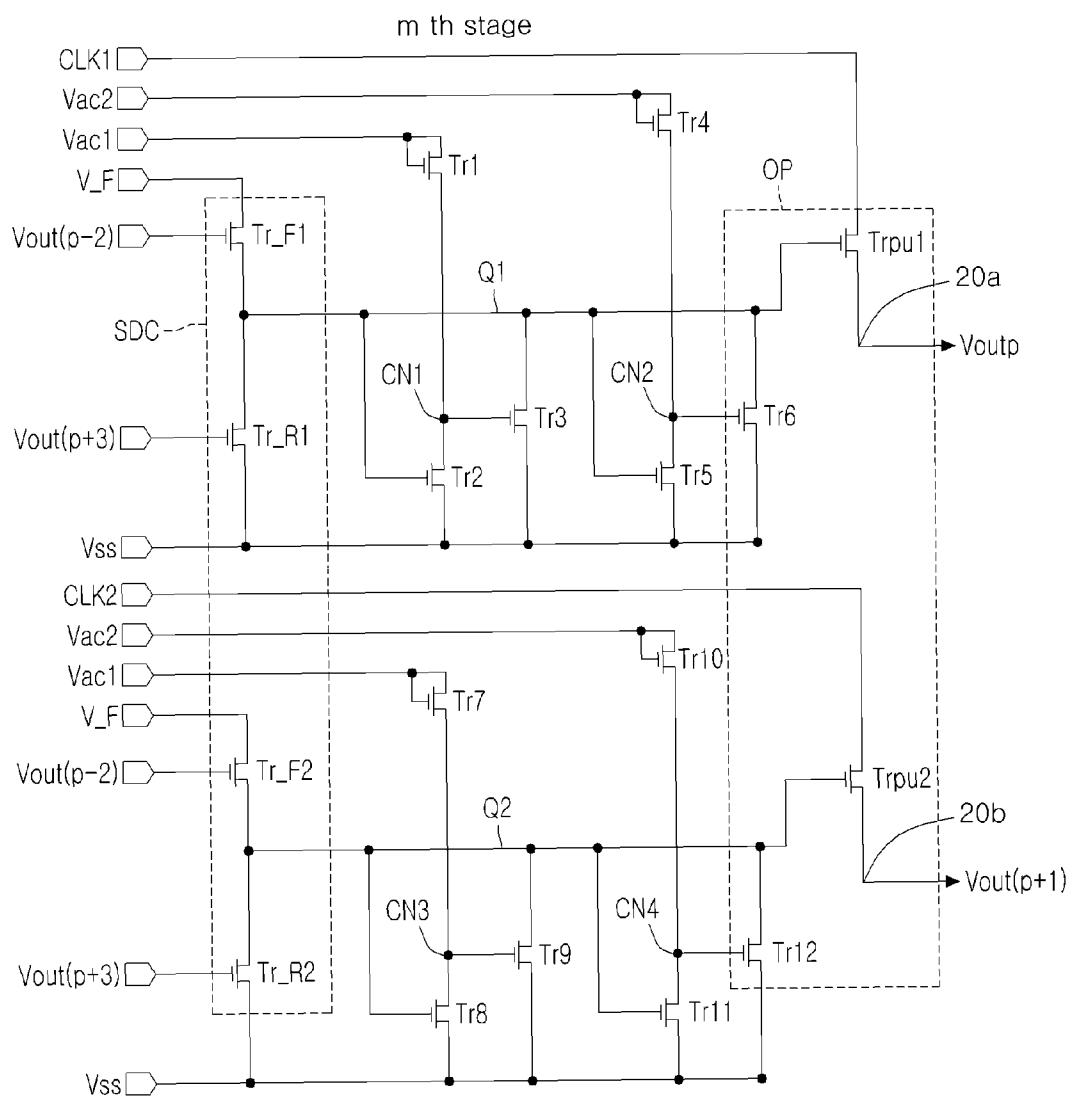 m th stage
CLK1
Vac2
Tr4
Vac1
Tr1
OP
V_F
Vout(p-2)
Tr_F1
Trpu1
Q1
20a
SDC
Voutp
CN1
CN2
Tr3
Tr6
Vout(p+3)
Tr_R1
Tr2
Tr5
Vss
CLK2
Vac2
Tr10
Vac1
Tr7
V_F
Vout(p-2)
Tr_F2
Trpu2
Q2
20b
Vout(p+1)
CN3
CN4
Tr9
Tr12
Vout(p+3)
Tr_R2
Tr8
Tr11
Vss